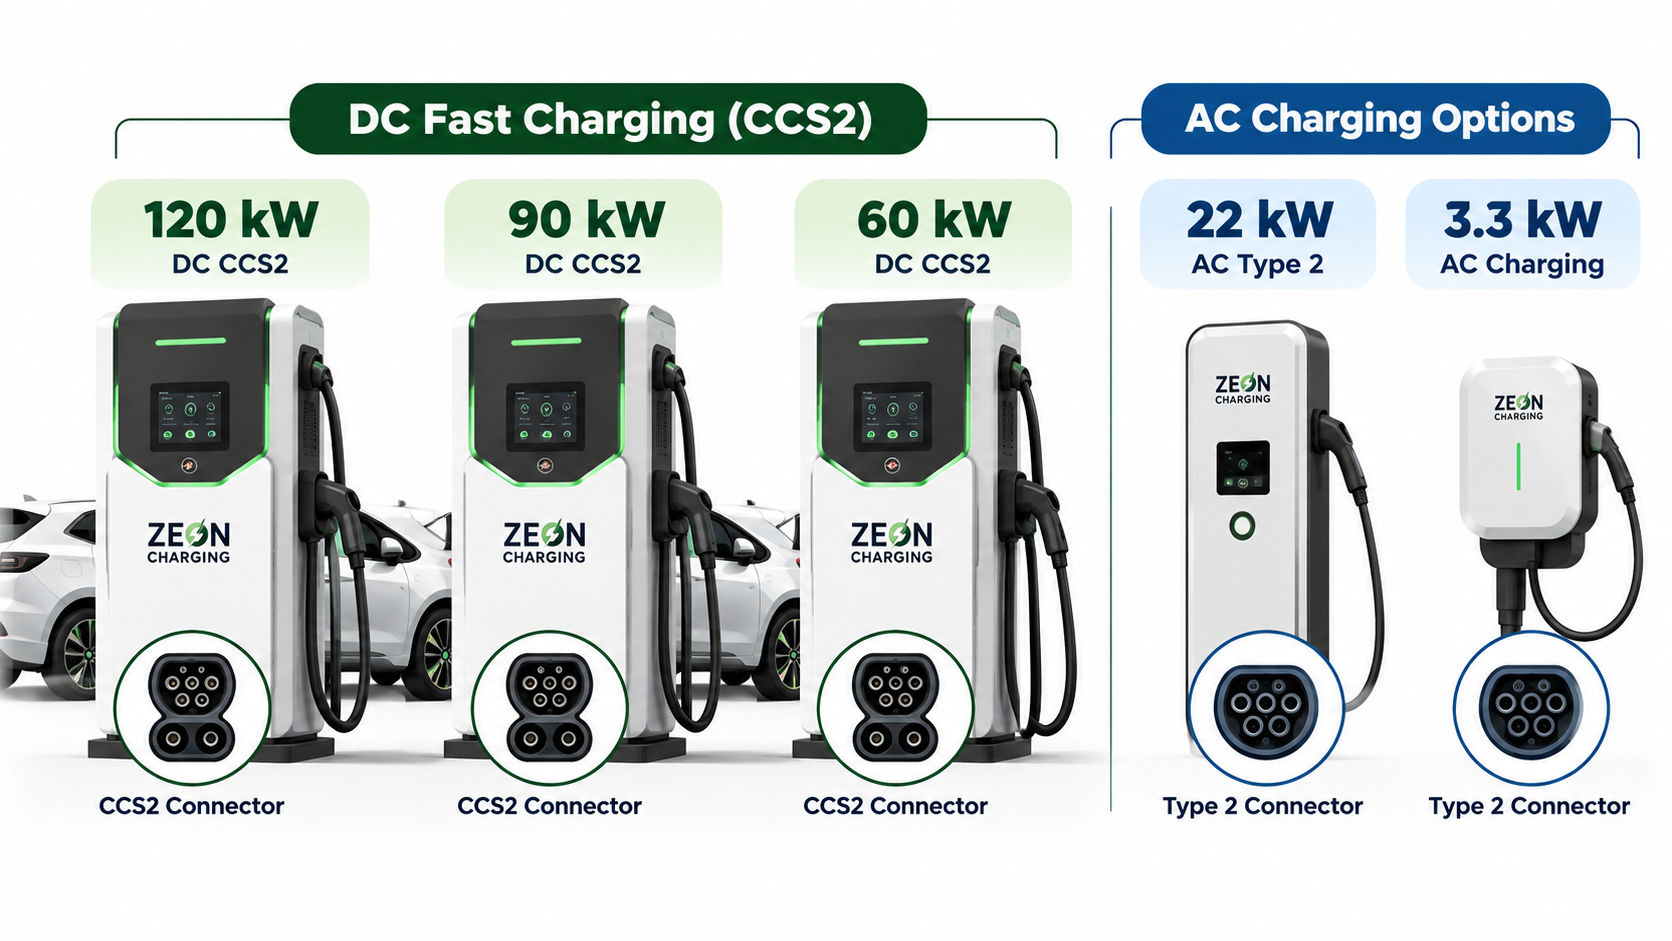 DC Fast Charging (CCS2)
120 kW
DC CCS2
90 kW
DC CCS2
60 kW
DC CCS2
ZEON
CHARGING
ZEON
CHARGING
ZEON
CHARGING
CCS2 Connector
CCS2 Connector
CCS2 Connector
AC Charging Options
22 kW
AC Type 2
3.3 kW
AC Charging
ZEON
CHARGING
ZEON
CHARGING
Type 2 Connector
Type 2 Connector